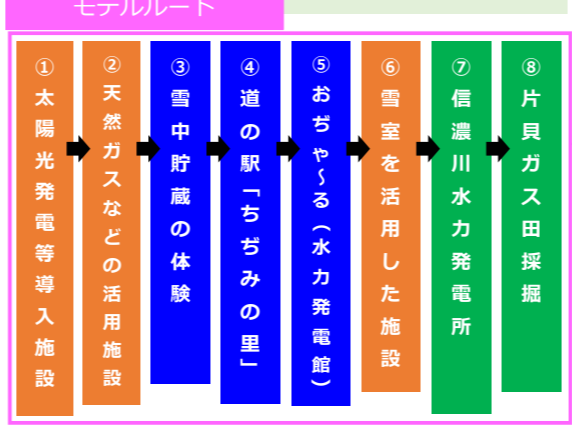 モデルルート
①太陽光発電等導入施設
②天然ガスなどの活用施設
③雪中貯蔵の体験
④道の駅「ちぢみの里」
⑤おぢゃ～る（水力発電館）
⑥雪室を活用した施設
⑦信濃川水力発電所
⑧片貝ガス田採掘